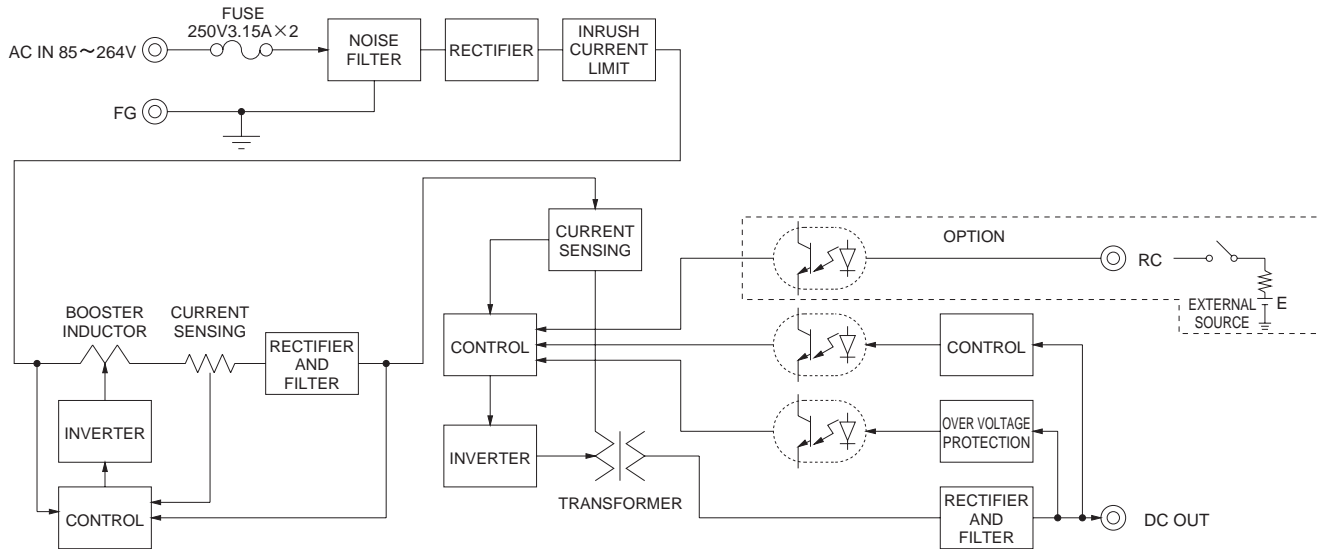 FUSE
250V3.15A×2
AC IN 85～264V
NOISE
FILTER
RECTIFIER
INRUSH
CURRENT
LIMIT
FG
CURRENT
SENSING
OPTION
RC
EXTERNAL
SOURCE
E
BOOSTER
INDUCTOR
CURRENT
SENSING
RECTIFIER
AND
FILTER
CONTROL
CONTROL
INVERTER
INVERTER
OVER VOLTAGE
PROTECTION
TRANSFORMER
CONTROL
RECTIFIER
AND
FILTER
DC OUT